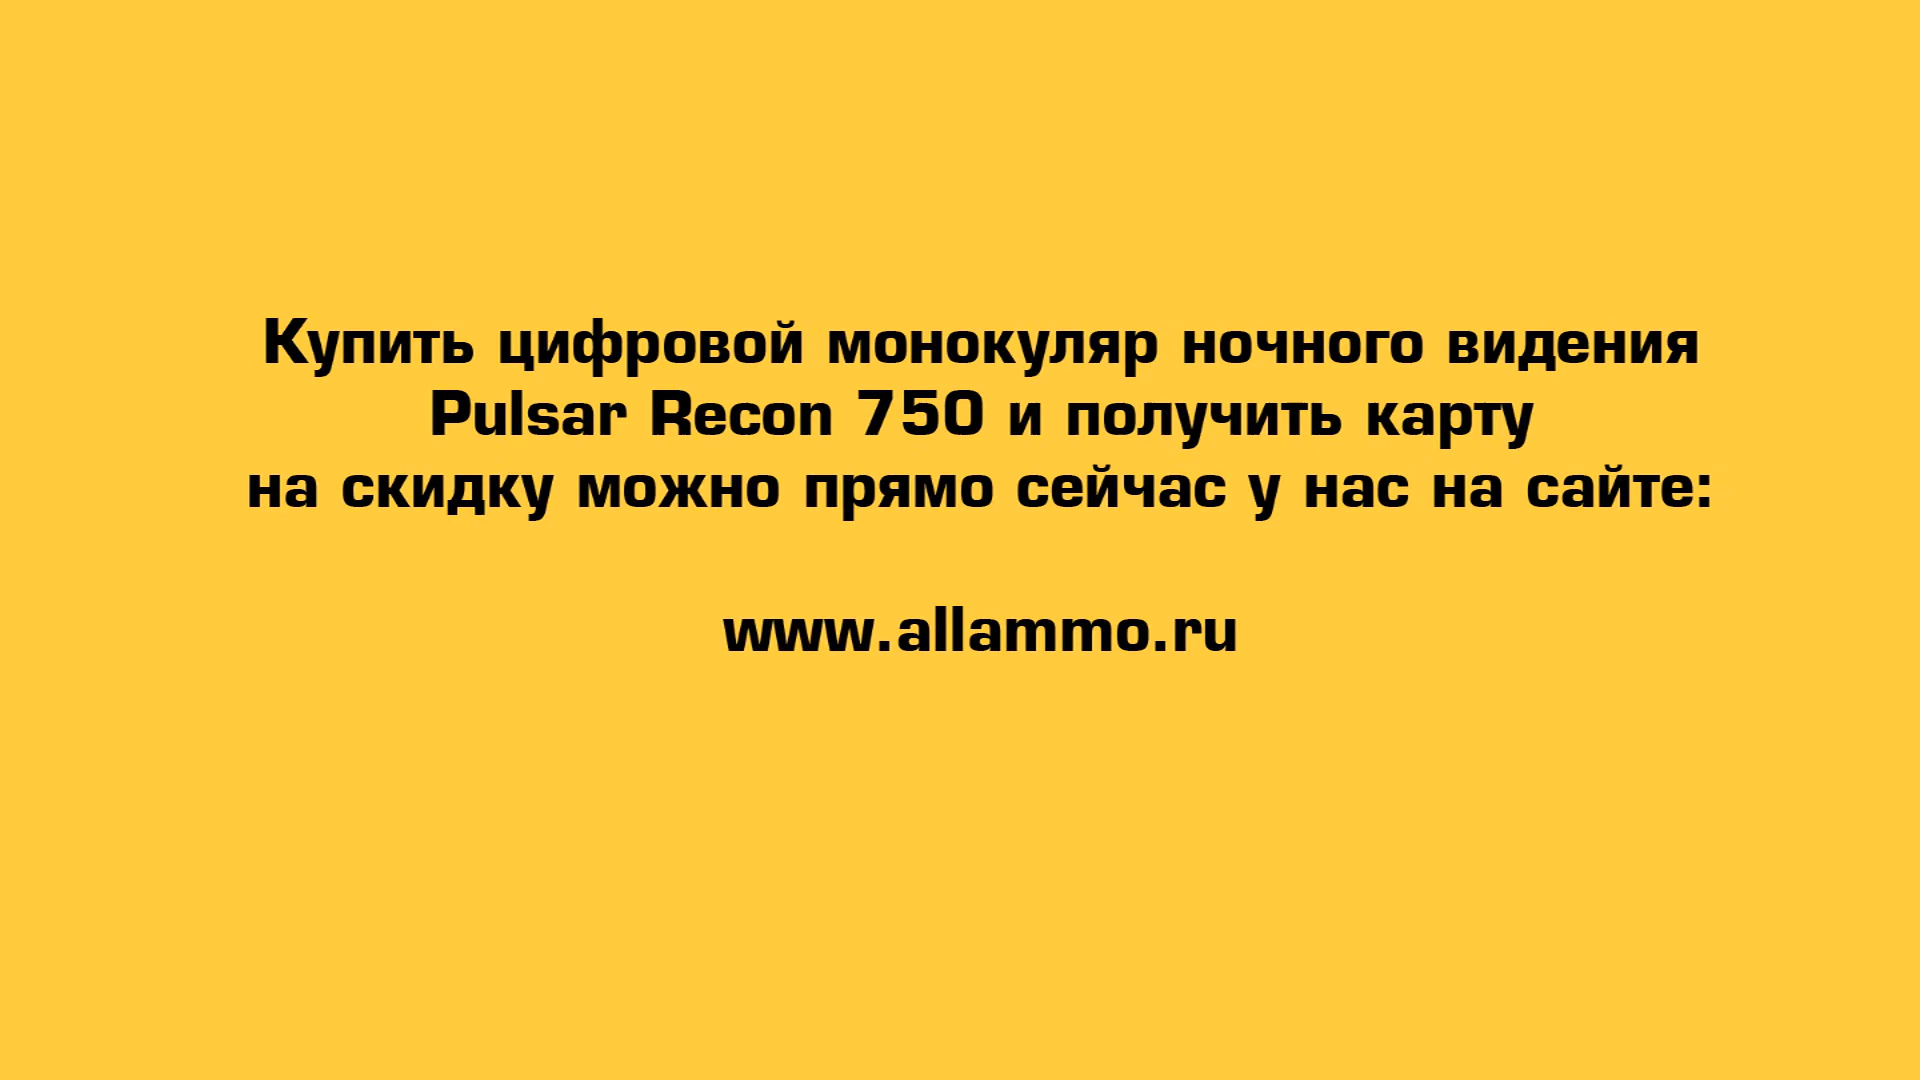 Купить цифровой монокуляр ночного видения
Pulsar Recon 750 и получить карту
на скидку можно прямо сейчас у нас на сайте:
www.allammo.ru